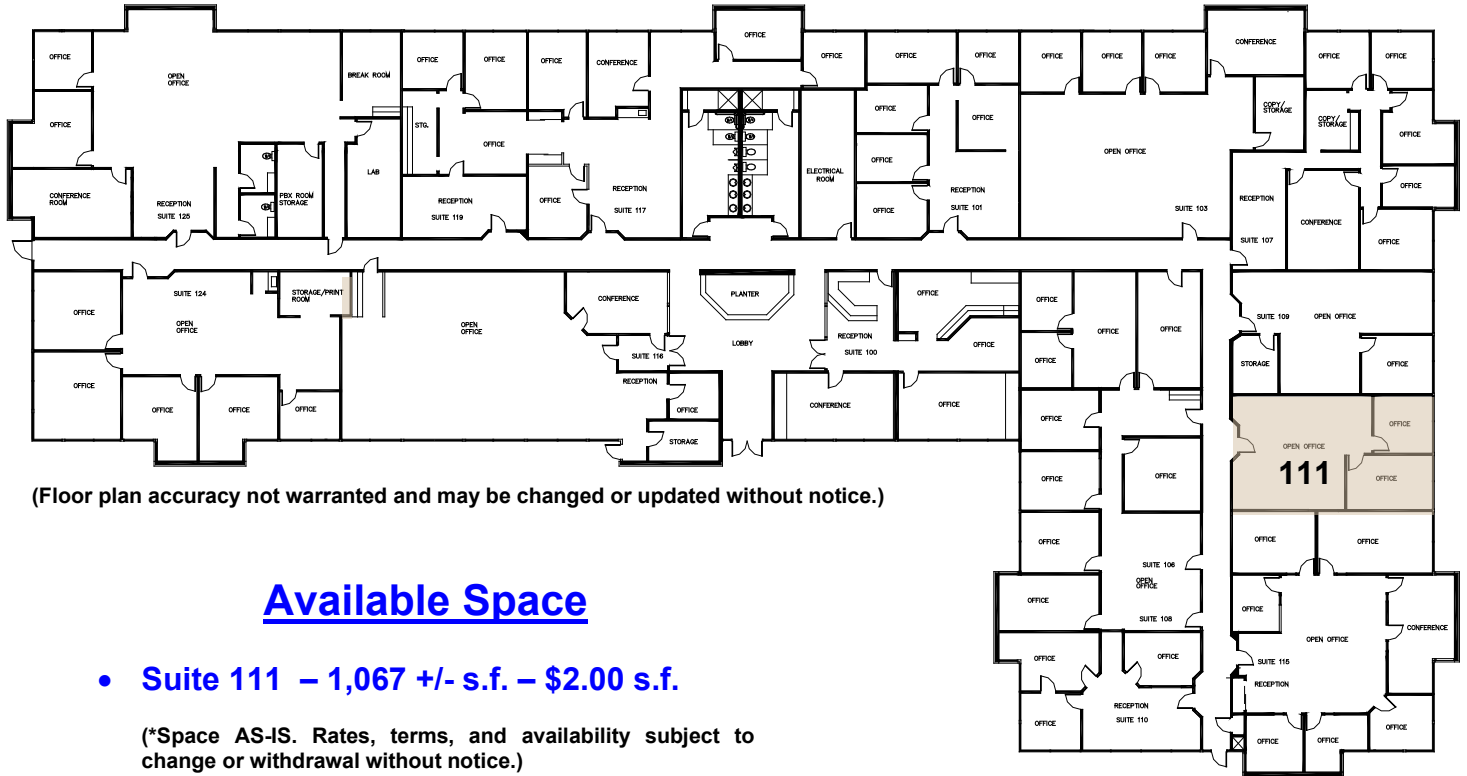 OFFICE
OPEN
OFFICE
OFFICE
CONFERENCE
ROOM
RECEPTION
SUITE 125
PBX ROOM
STORAGE
BREAK ROOM
LAB
OFFICE
OFFICE
OFFICE
CONFERENCE
STG.
OFFICE
RECEPTION
SUITE 119
OFFICE
RECEPTION
SUITE 117
OFFICE
OFFICE
ELECTRICAL
ROOM
OFFICE
OFFICE
OFFICE
OFFICE
OFFICE
OFFICE
RECEPTION
SUITE 101
OFFICE
OFFICE
OFFICE
OPEN OFFICE
SUITE 103
CONFERENCE
COPY/
STORAGE
OFFICE
OFFICE
COPY/
STORAGE
OFFICE
OFFICE
RECEPTION
SUITE 107
CONFERENCE
OFFICE
OFFICE
OFFICE
SUITE 124
OPEN
OFFICE
STORAGE/PRINT
ROOM
OFFICE
OFFICE
OFFICE
OPEN
OFFICE
CONFERENCE
SUITE 116
RECEPTION
OFFICE
STORAGE
PLANTER
LOBBY
RECEPTION
SUITE 100
OFFICE
OFFICE
CONFERENCE
OFFICE
OFFICE
OFFICE
OFFICE
OFFICE
SUITE 109
OPEN OFFICE
STORAGE
OFFICE
OFFICE
OFFICE
OFFICE
OFFICE
OPEN OFFICE
111
OFFICE
OFFICE
OFFICE
OFFICE
SUITE 106
OPEN
OFFICE
SUITE 108
OFFICE
OFFICE
OFFICE
OFFICE
RECEPTION
SUITE 110
OFFICE
OPEN OFFICE
CONFERENCE
SUITE 115
RECEPTION
OFFICE
OFFICE
OFFICE
(Floor plan accuracy not warranted and may be changed or updated without notice.)
Available Space
• Suite 111 – 1,067 +/- s.f. – $2.00 s.f.
(*Space AS-IS. Rates, terms, and availability subject to
change or withdrawal without notice.)